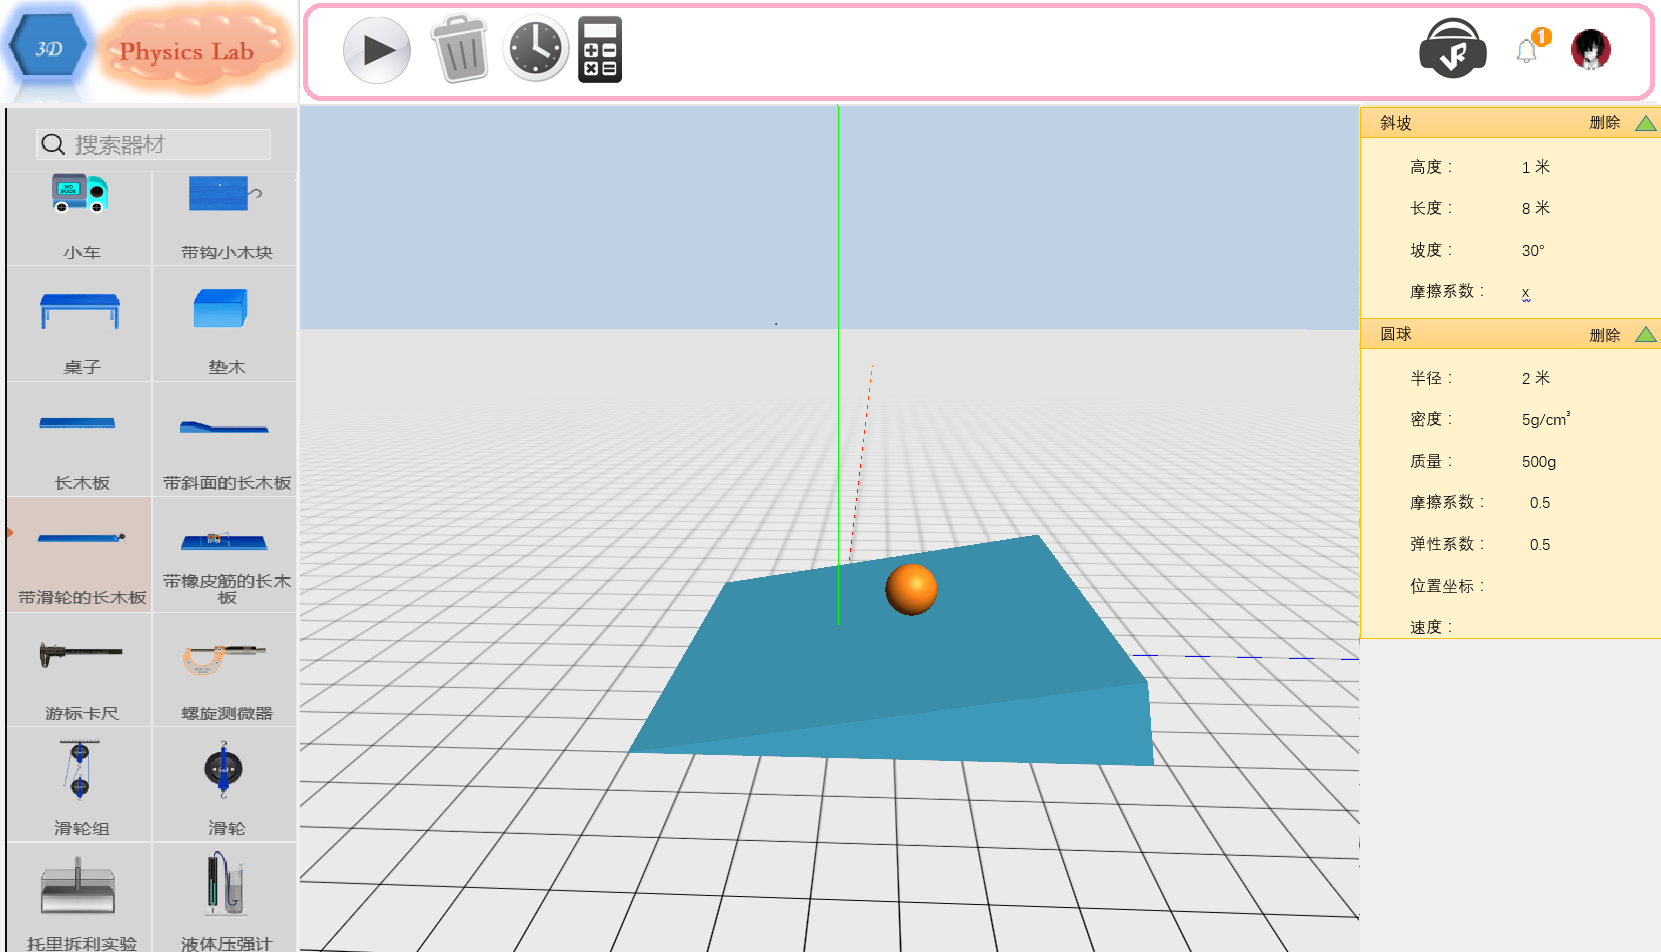 3D
Physics Lab
VR
1
搜索器材
小车
带钩小木块
桌子
垫木
长木板
带斜面的长木板
带滑轮的长木板
带橡皮筋的长木
板
游标卡尺
螺旋测微器
滑轮组
滑轮
托里拆利实验
液体压强计
斜坡 删除
高度： 1 米
长度： 8 米
坡度： 30°
摩擦系数： x
圆球 删除
半径： 2 米
密度： 5g/cm³
质量： 500g
摩擦系数： 0.5
弹性系数： 0.5
位置坐标：
速度：